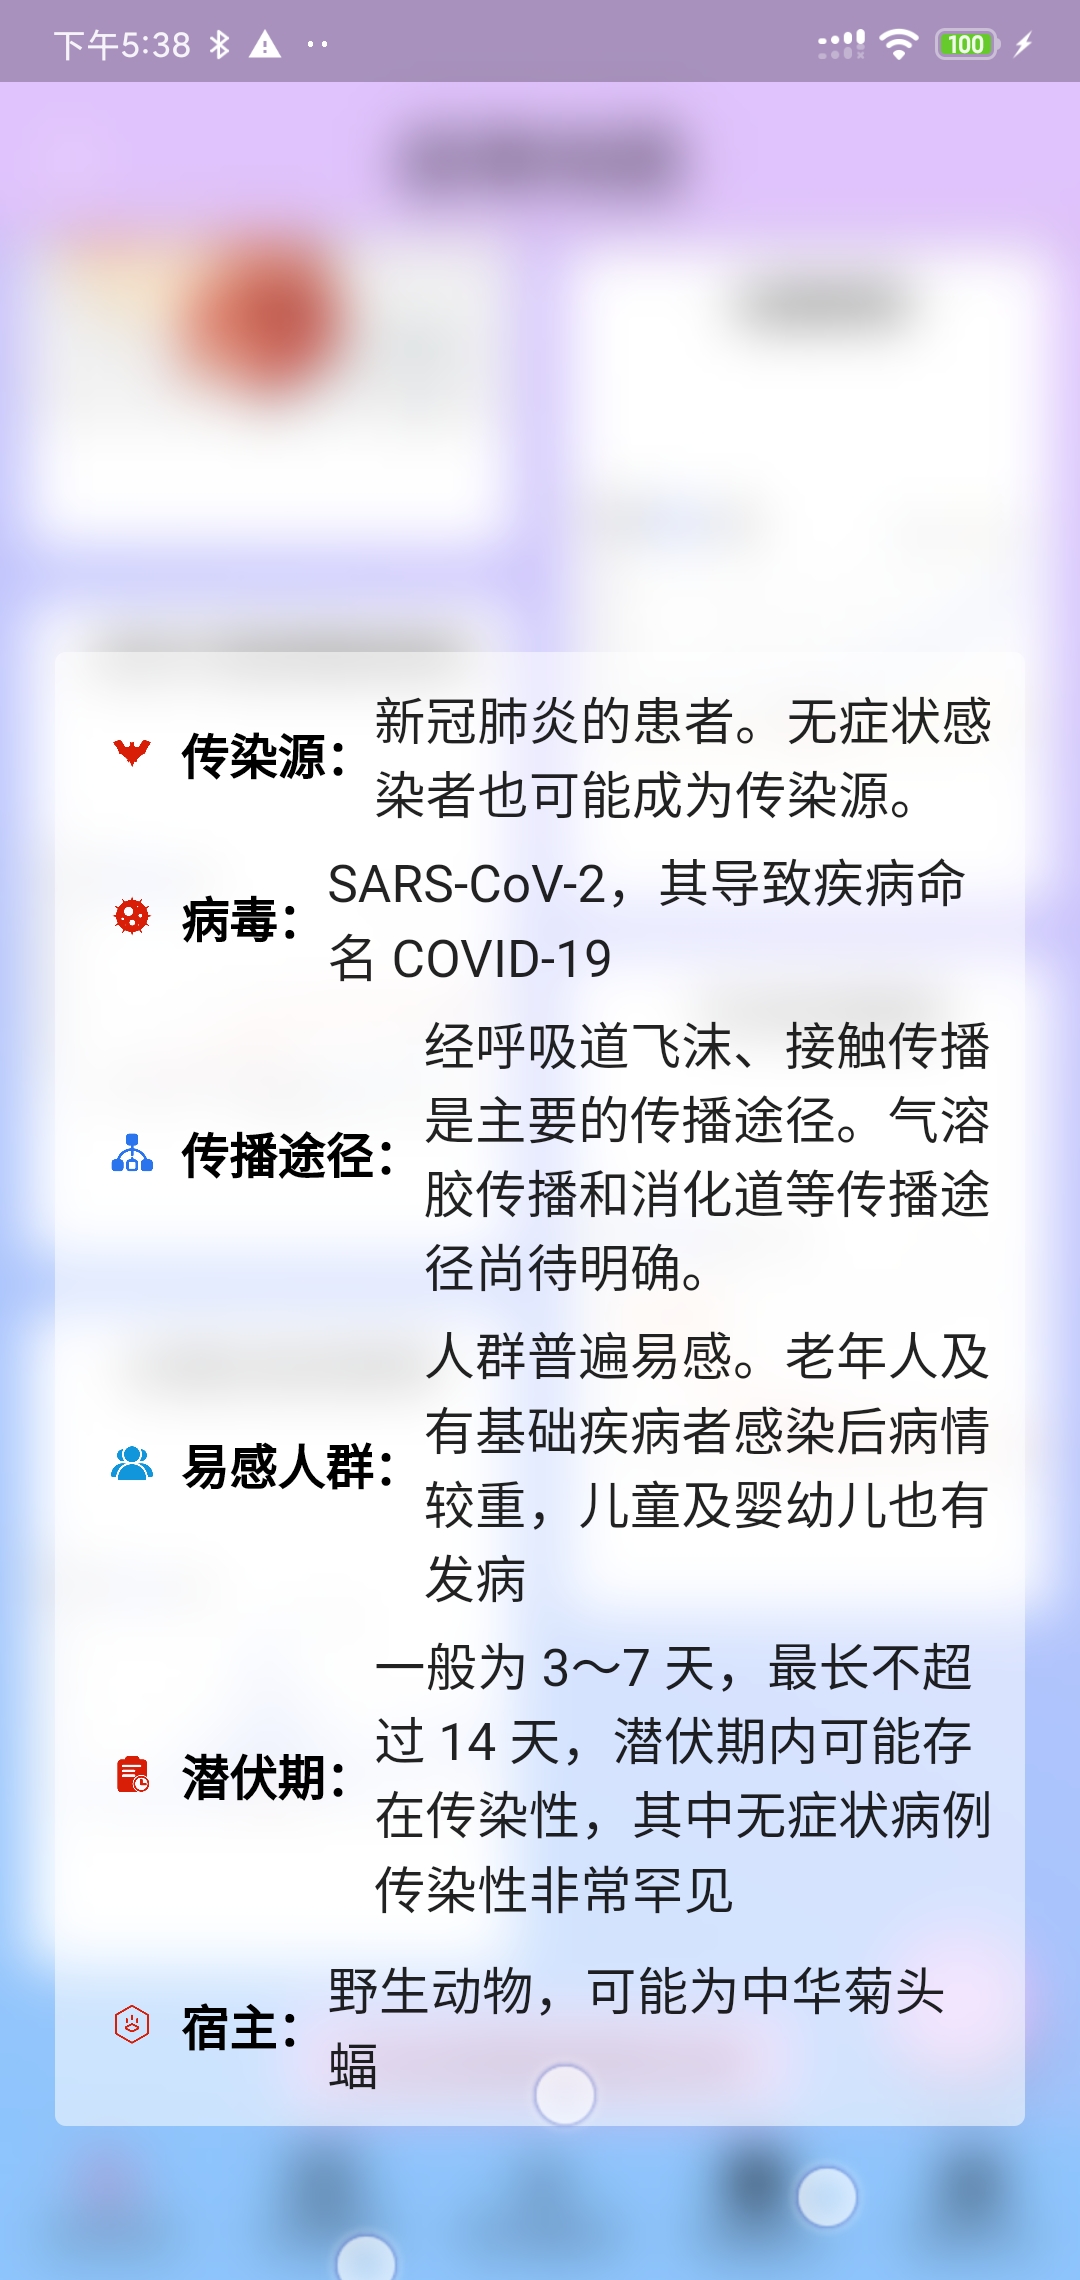 下午5:38
100
传染源：
新冠肺炎的患者。无症状感
染者也可能成为传染源。
病毒：
SARS-CoV-2，其导致疾病命
名 COVID-19
传播途径：
经呼吸道飞沫、接触传播
是主要的传播途径。气溶
胶传播和消化道等传播途
径尚待明确。
易感人群：
人群普遍易感。老年人及
有基础疾病者感染后病情
较重，儿童及婴幼儿也有
发病
潜伏期：
一般为 3～7 天，最长不超
过 14 天，潜伏期内可能存
在传染性，其中无症状病例
传染性非常罕见
宿主：
野生动物，可能为中华菊头
蝠